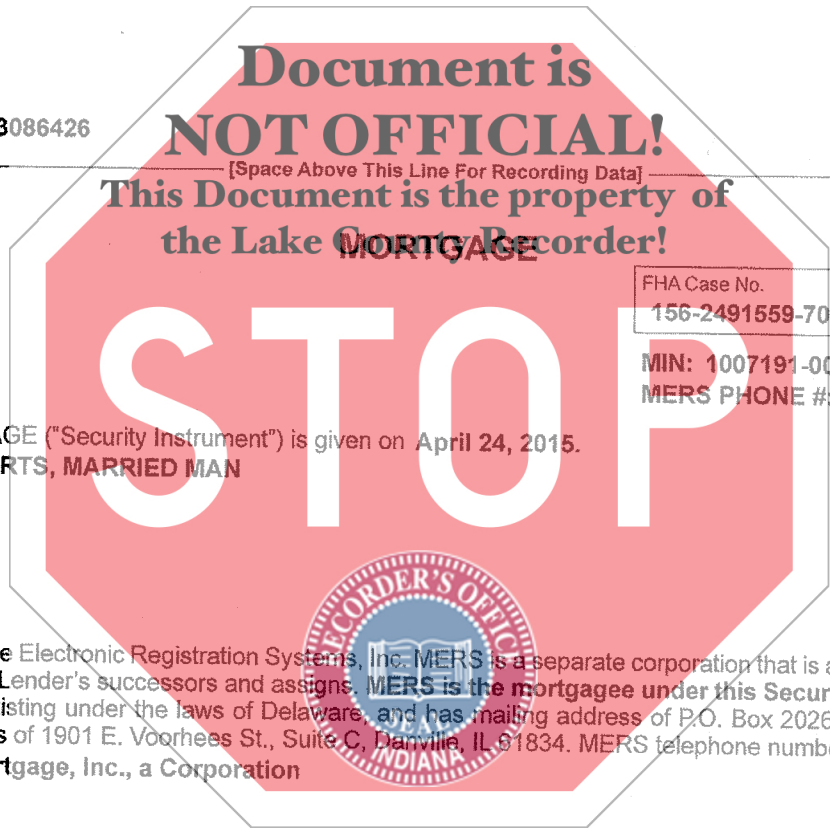 Document is
3086426
NOT OFFICIAL!
[Space Above This Line For Recording Data]
This Document is the property of
the Lake County Recorder!
MORTGAGE
FHA Case No.
156-2491559-70
MIN: 1007191-00
MERS PHONE #:
STOP
GE ("Security Instrument") is given on April 24, 2015.
RTS, MARRIED MAN
RECORDER'S OFFICE
e Electronic Registration Systems, Inc. MERS is a separate corporation that is a
Lender's successors and assigns. MERS is the mortgagee under this Secur
isting under the laws of Delaware, and has mailing address of P.O. Box 2026
s of 1901 E. Voorhees St., Suite C, Danville, IL 61834. MERS telephone numb
SEAL
INDIANA
rtgage, Inc., a Corporation